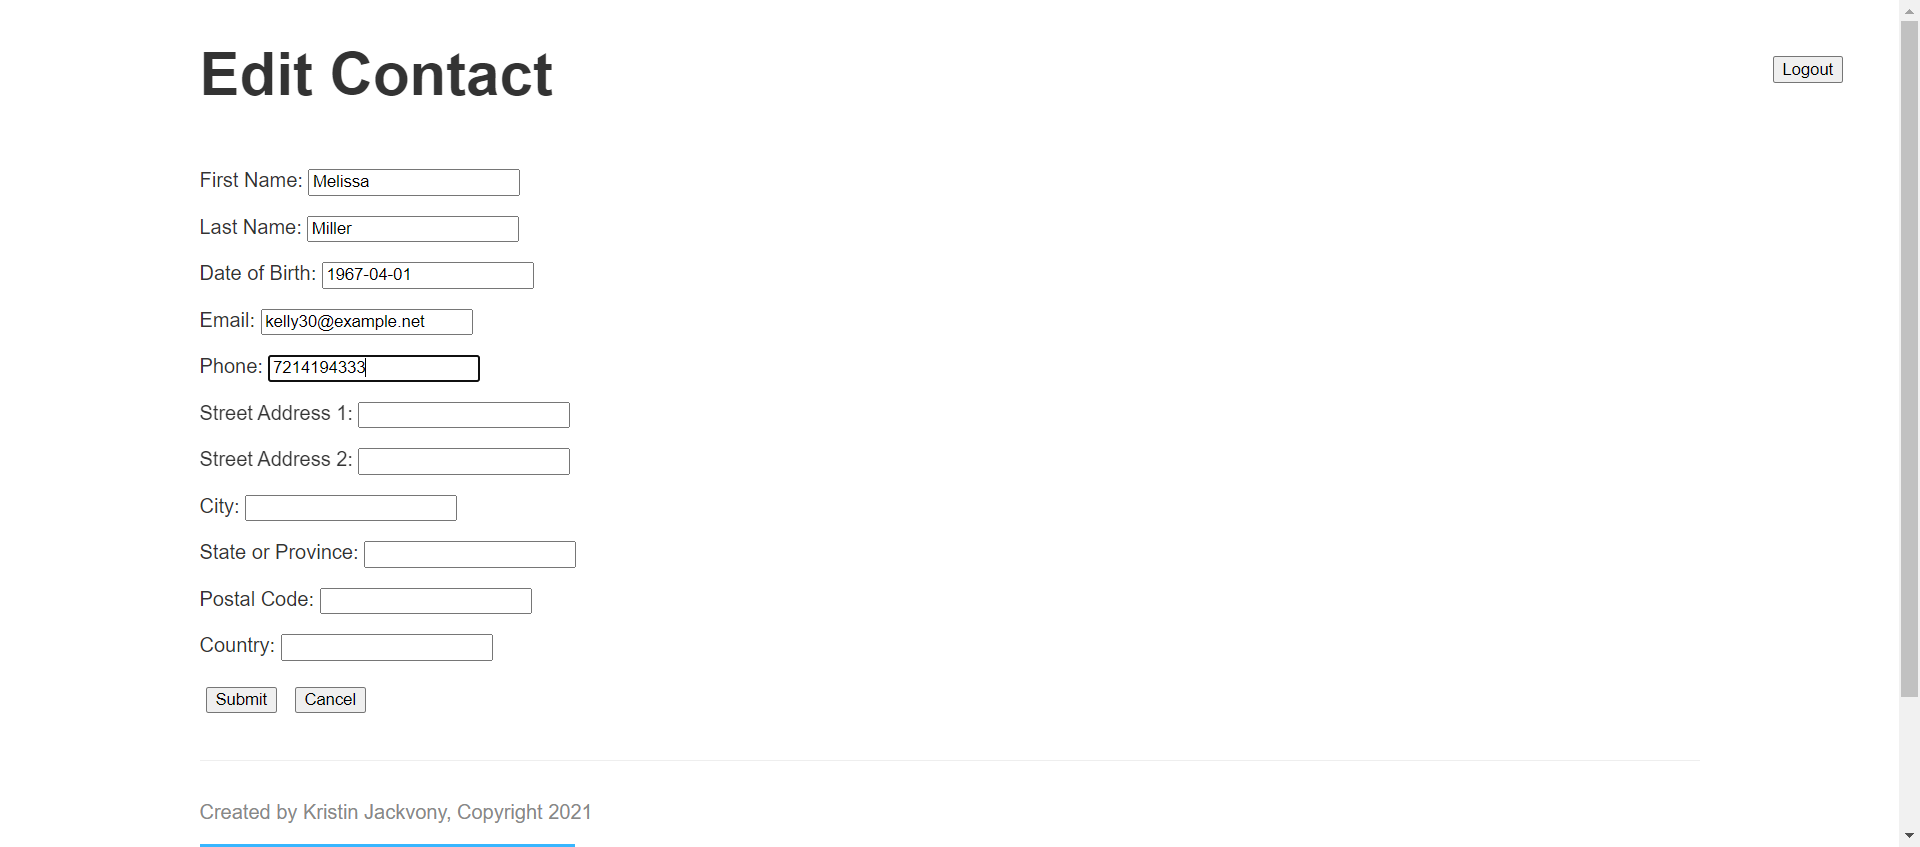 Edit Contact
Logout
First Name: Melissa
Last Name: Miller
Date of Birth: 1967-04-01
Email: kelly30@example.net
Phone: 7214194333
Street Address 1:
Street Address 2:
City:
State or Province:
Postal Code:
Country:
Submit Cancel
Created by Kristin Jackvony, Copyright 2021